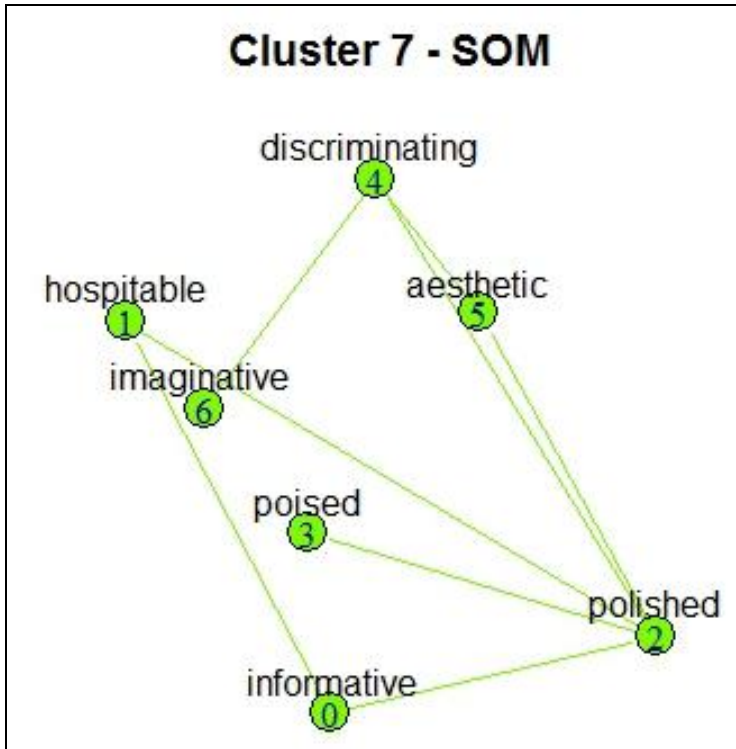 Cluster 7 - SOM
discriminating
4
hospitable
1
aesthetic
5
imaginative
6
poised
3
polished
2
informative
0